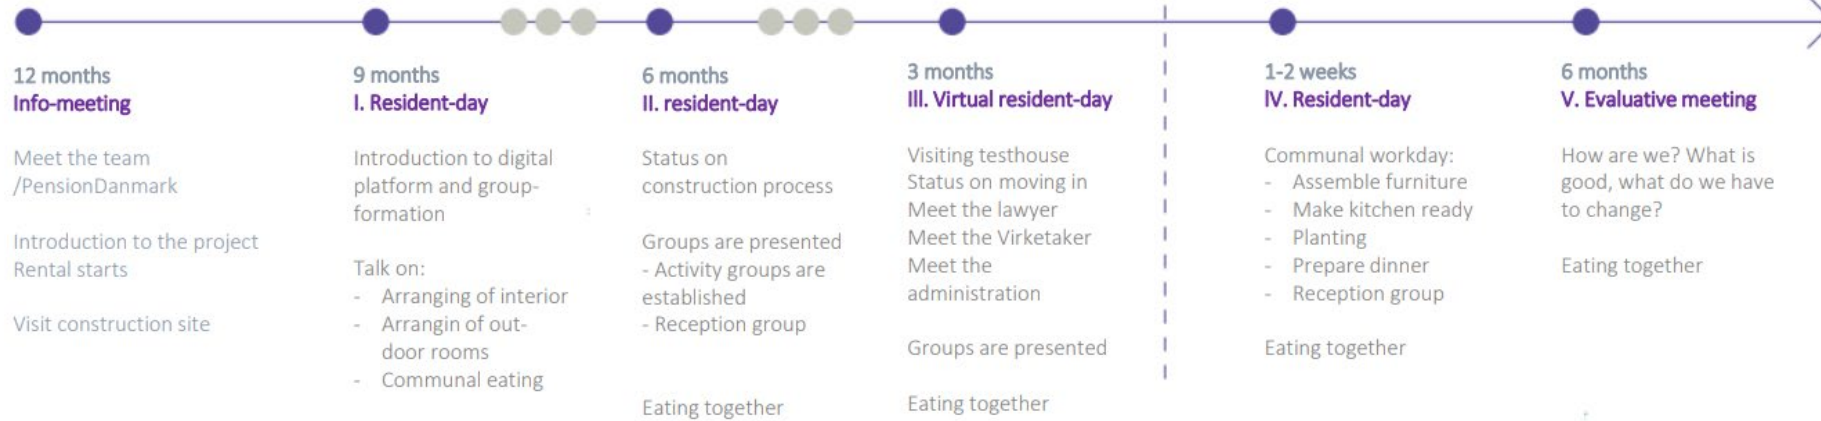 12 months
Info-meeting
Meet the team
/PensionDanmark
Introduction to the project
Rental starts
Visit construction site
9 months
I. Resident-day
Introduction to digital
platform and group-
formation
Talk on:
- Arranging of interior
- Arrangin of out-
door rooms
- Communal eating
6 months
II. resident-day
Status on
construction process
Groups are presented
- Activity groups are
established
- Reception group
Eating together
3 months
III. Virtual resident-day
Visiting testhouse
Status on moving in
Meet the lawyer
Meet the Virketaker
Meet the
administration
Groups are presented
Eating together
1-2 weeks
IV. Resident-day
Communal workday:
- Assemble furniture
- Make kitchen ready
- Planting
- Prepare dinner
- Reception group
Eating together
6 months
V. Evaluative meeting
How are we? What is
good, what do we have
to change?
Eating together